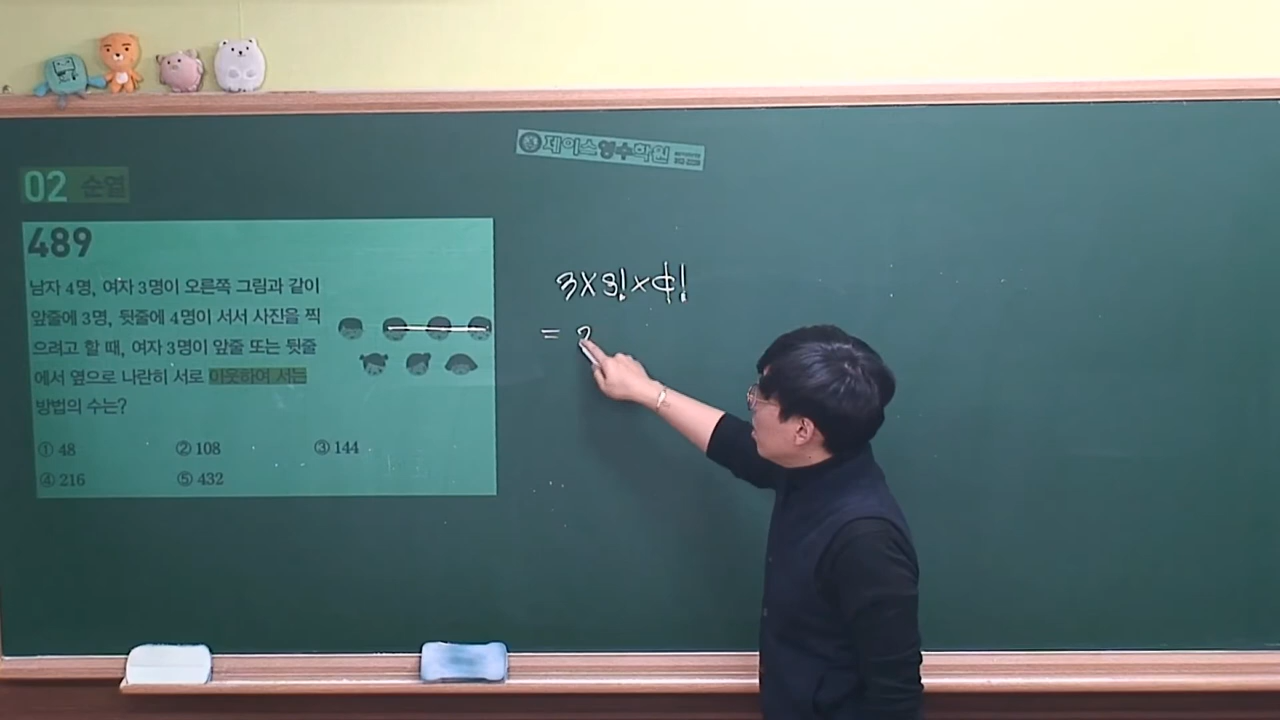 제이스영수학원
02 순열
489
남자 4명, 여자 3명이 오른쪽 그림과 같이
앞줄에 3명, 뒷줄에 4명이 서서 사진을 찍
으려고 할 때, 여자 3명이 앞줄 또는 뒷줄
에서 옆으로 나란히 서로 이웃하여 서는
방법의 수는?
① 48 ② 108 ③ 144
④ 216 ⑤ 432
3×3!×4!
=